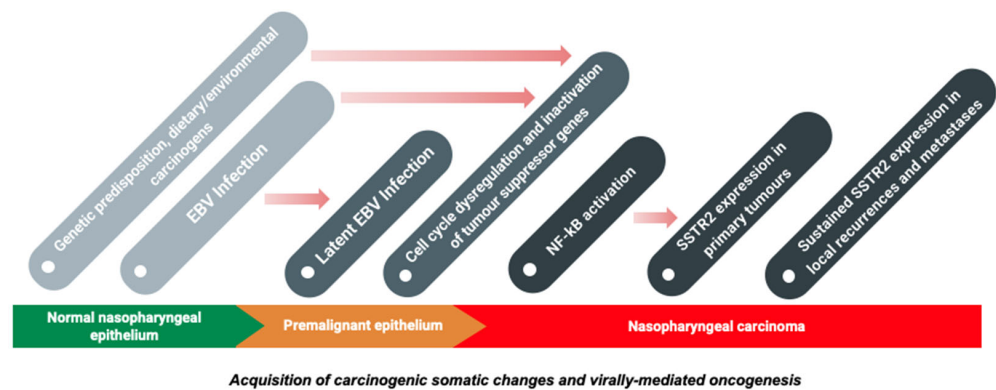 Genetic predisposition, dietary/environmental
carcinogens
EBV Infection
Latent EBV Infection
Cell cycle dysregulation and inactivation
of tumour suppressor genes
NF-kB activation
SSTR2 expression in
primary tumours
Sustained SSTR2 expression in
local recurrences and metastases
Normal nasopharyngeal
epithelium
Premalignant epithelium
Nasopharyngeal carcinoma
Acquisition of carcinogenic somatic changes and virally-mediated oncogenesis